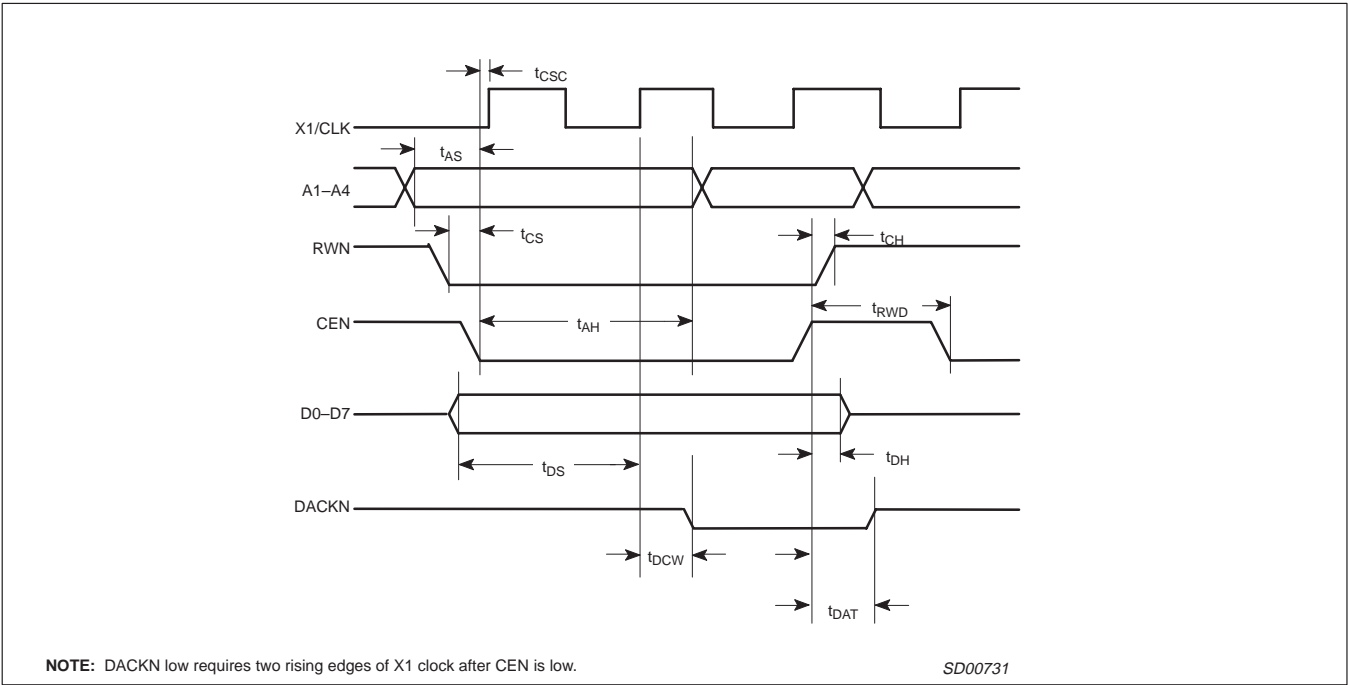 tCSC
X1/CLK
tAS
A1–A4
RWN
tCS
tCH
CEN
tAH
tRWD
D0–D7
tDS
tDH
DACKN
tDCW
tDAT
NOTE: DACKN low requires two rising edges of X1 clock after CEN is low.
SD00731